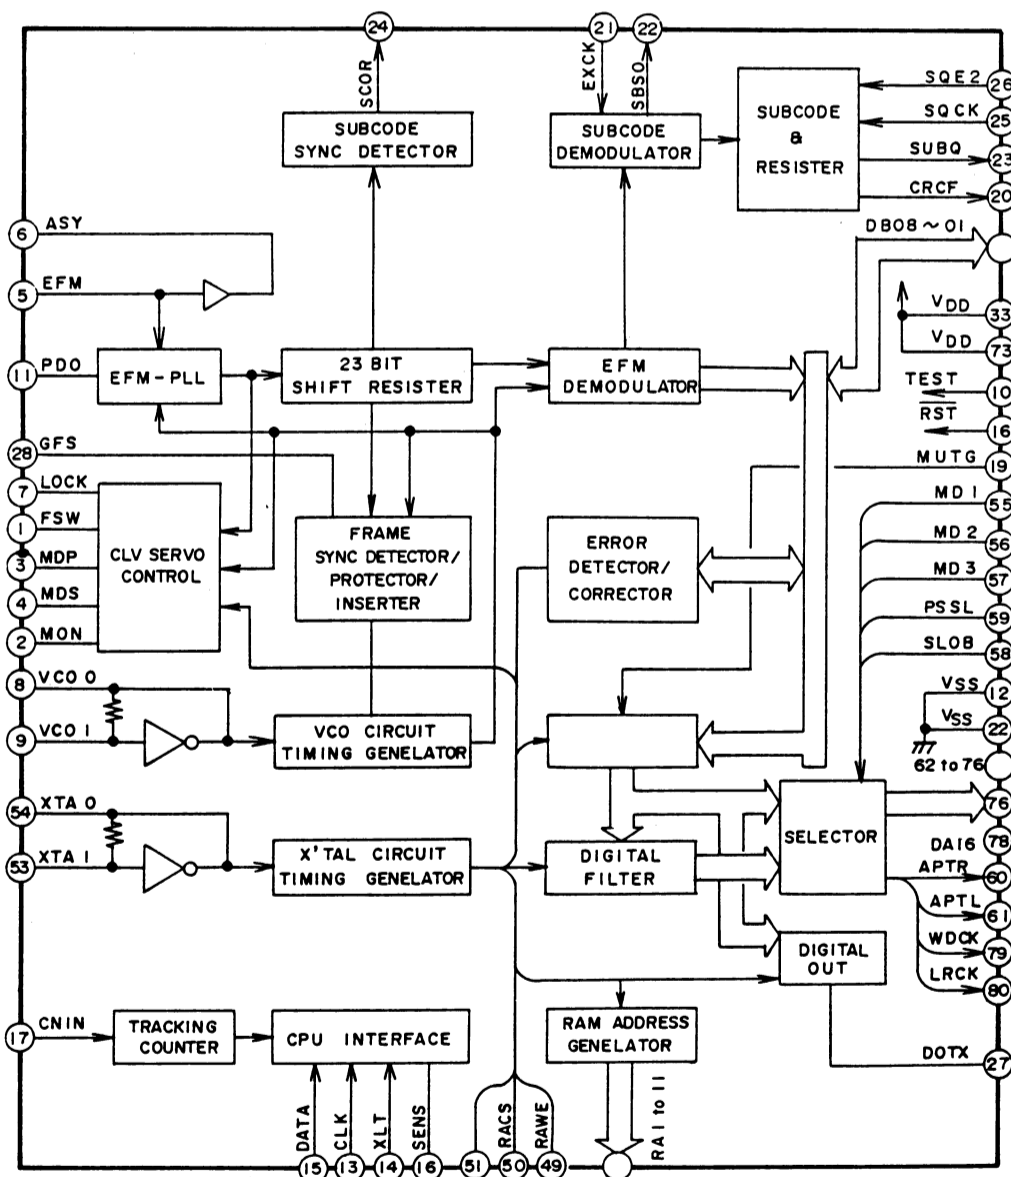 24
21
22
SCOR
EXCK
SBSO
SUBCODE
SYNC DETECTOR
SUBCODE
DEMODULATOR
SUBCODE
&
RESISTER
SQE2
26
SQCK
25
SUBQ
23
CRCF
20
6
ASY
DB08~01
5
EFM
VDD
33
VDD
73
11
PDO
EFM-PLL
23 BIT
SHIFT RESISTER
EFM
DEMODULATOR
TEST
10
RST
16
28
GFS
MUTG
19
7
LOCK
MD1
55
1
FSW
MD2
56
3
MDP
MD3
57
4
MDS
PSSL
59
2
MON
SLOB
58
CLV SERVO
CONTROL
FRAME
SYNC DETECTOR/
PROTECTOR/
INSERTER
ERROR
DETECTOR/
CORRECTOR
8
VCO0
VSS
12
9
VCO1
VSS
22
VCO CIRCUIT
TIMING GENELATOR
62 to 76
54
XTA0
76
53
XTA1
78
X'TAL CIRCUIT
TIMING GENELATOR
DIGITAL
FILTER
SELECTOR
DA16
APTR
60
APTL
61
WDCK
79
LRCK
80
DIGITAL
OUT
17
CNIN
TRACKING
COUNTER
CPU INTERFACE
RAM ADDRESS
GENELATOR
DOTX
27
DATA
CLK
XLT
SENS
RACS
RAWE
RA1 to 11
15
13
14
16
51
50
49